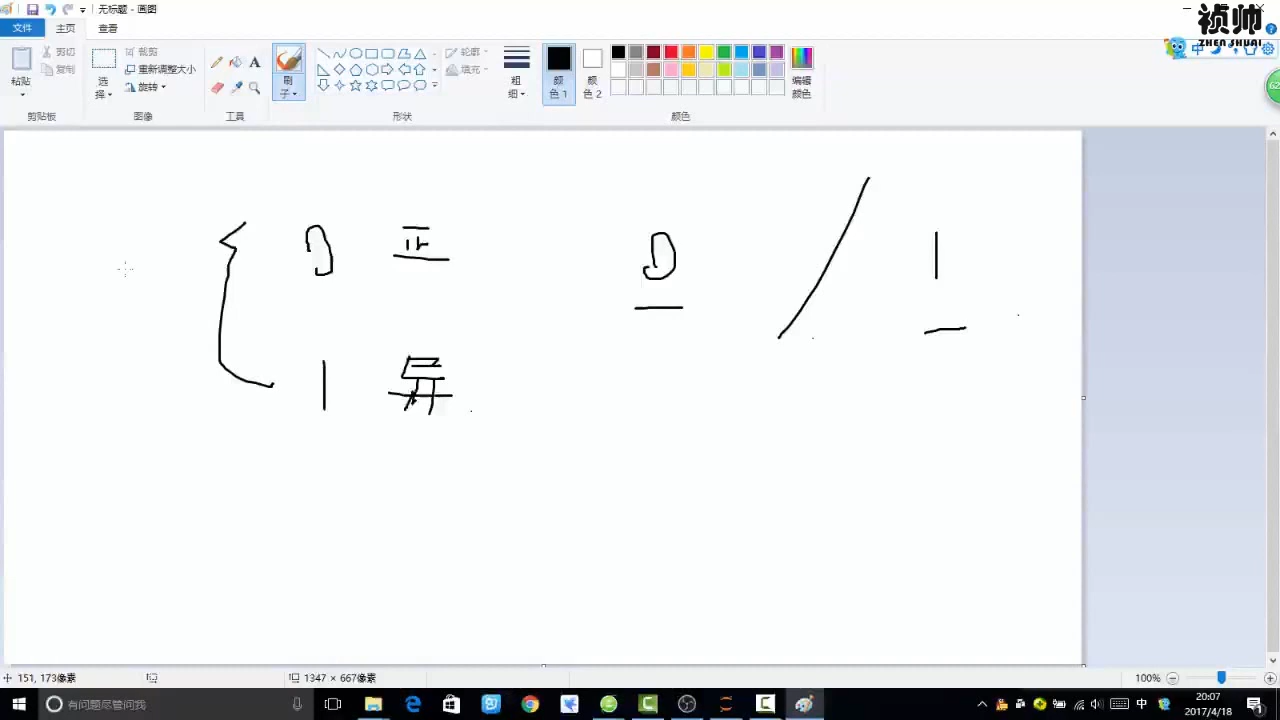 无标题 - 画图
祯帅
ZHEN SHUAI
文件 主页 查看
剪切
复制
粘贴
剪贴板
裁剪
重新调整大小
旋转
选择
图像
工具
刷子
形状
轮廓
填充
粗细
颜色 1
颜色 2
编辑颜色
颜色
中
62
0 正 0 / 1
1 异
151, 173像素 1347 × 667像素 100%
有问题尽管问我
中
20:07
2017/4/18